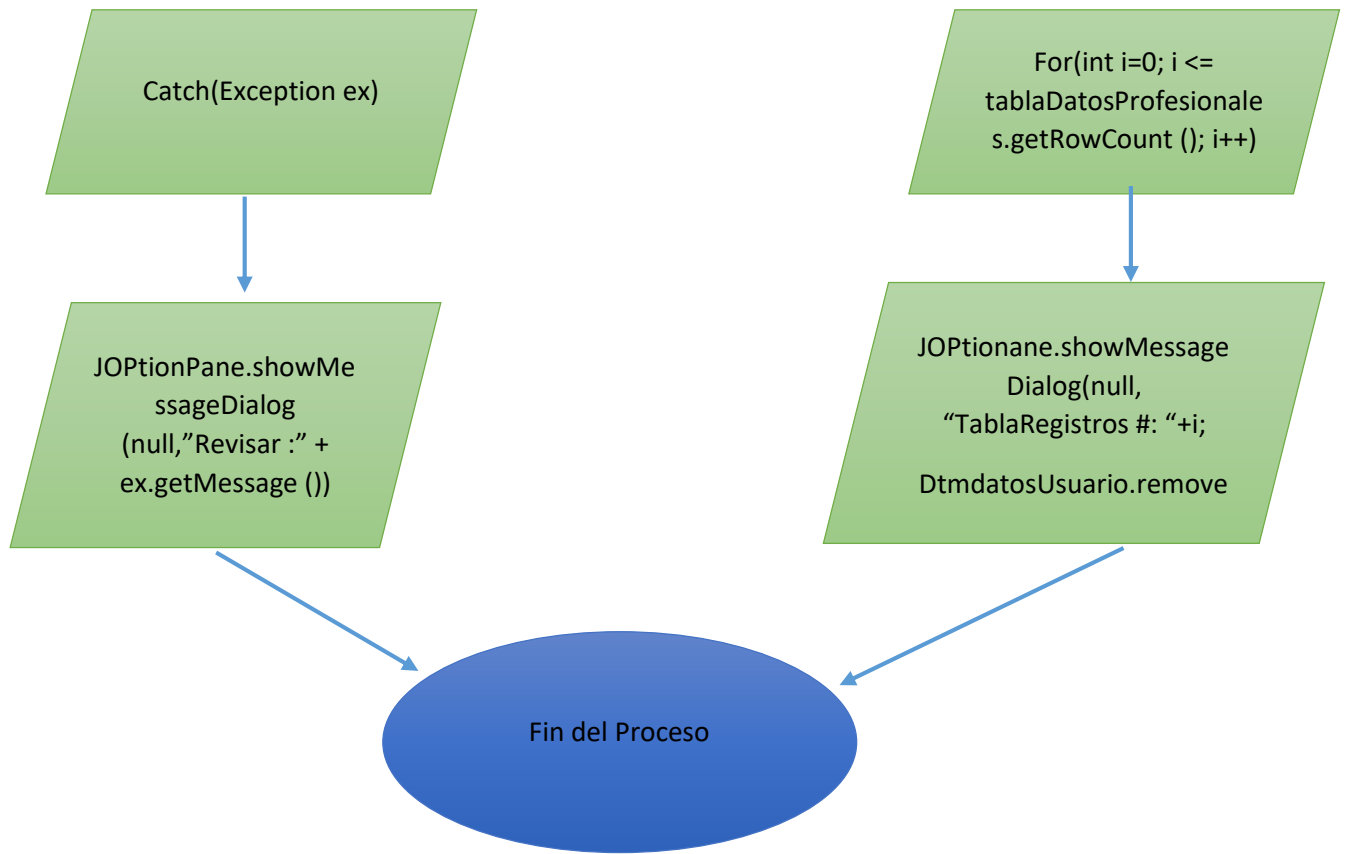 Catch(Exception ex)
For(int i=0; i <=
tablaDatosProfesionale
s.getRowCount (); i++)
JOPtionPane.showMe
ssageDialog
(null,”Revisar :” +
ex.getMessage ())
JOPtionane.showMessage
Dialog(null,
“TablaRegistros #: “+i;
DtmdatosUsuario.remove
Fin del Proceso